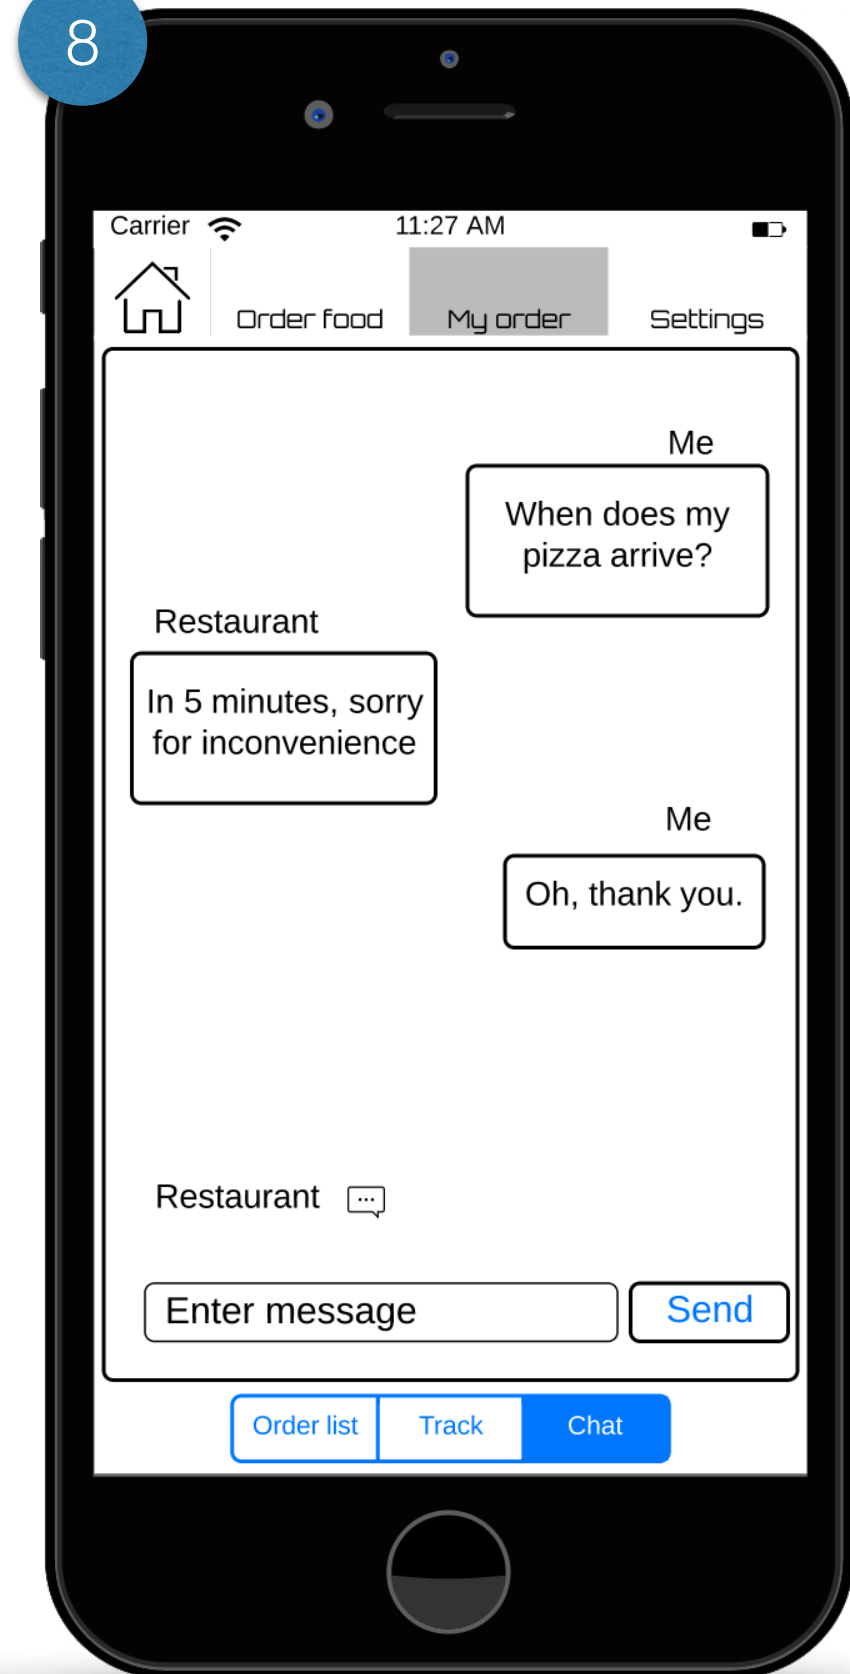 8
Carrier 11:27 AM
Order food My order Settings
Me
When does my
pizza arrive?
Restaurant
In 5 minutes, sorry
for inconvenience
Me
Oh, thank you.
Restaurant
Enter message Send
Order list Track Chat